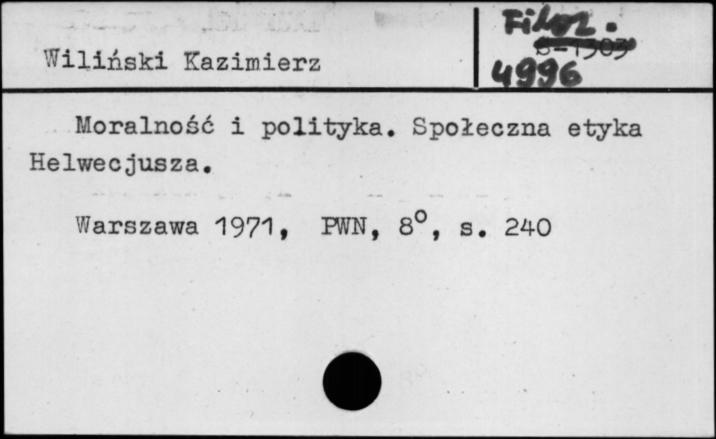 Filoz.
Wiliński Kazimierz
4996
Moralność i polityka. Społeczna etyka
Helwecjusza.
Warszawa 1971, PWN, 8°, s. 240